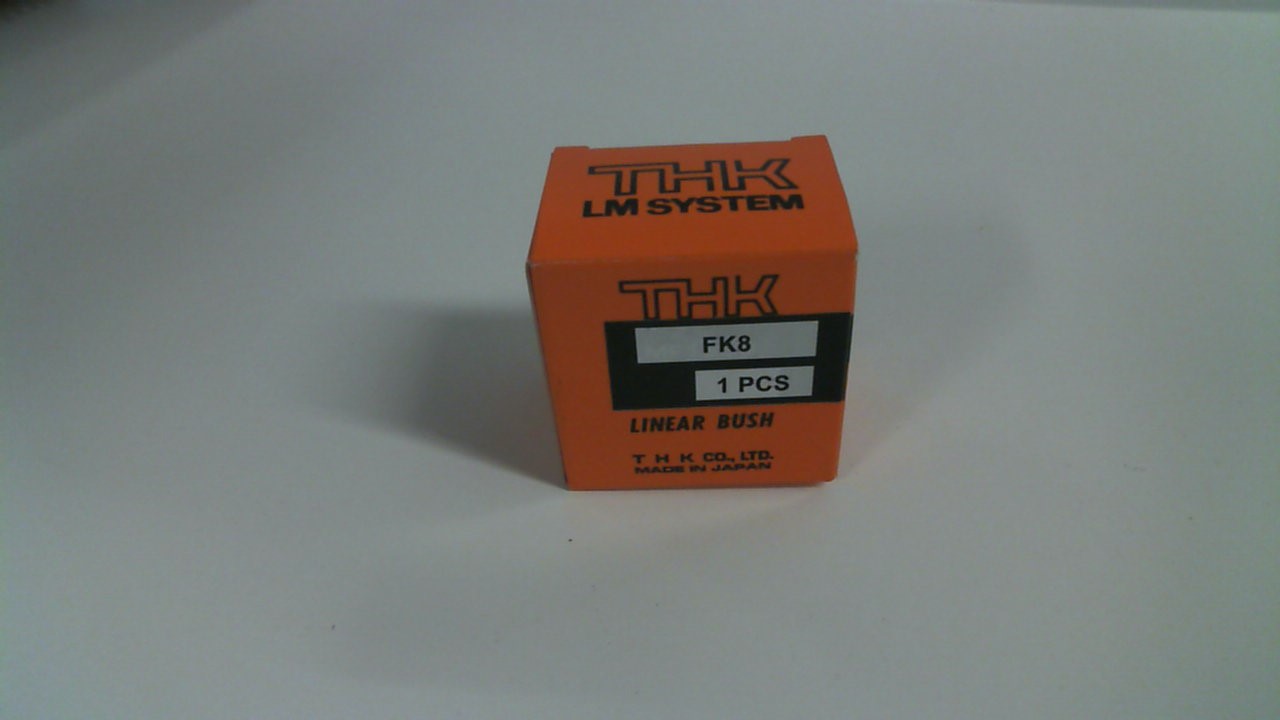 THK
LM SYSTEM
THK
FK8
1 PCS
LINEAR BUSH
T H K CO., LTD.
MADE IN JAPAN